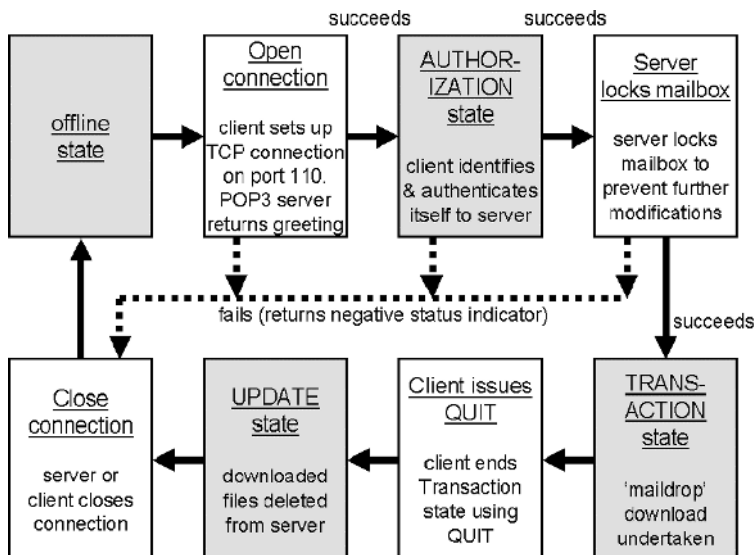 succeeds
succeeds
offline
state
Open
connection
client sets up
TCP connection
on port 110.
POP3 server
returns greeting
AUTHOR-
IZATION
state
client identifies
& authenticates
itself to server
Server
locks mailbox
server locks
mailbox to
prevent further
modifications
fails (returns negative status indicator)
succeeds
Close
connection
server or
client closes
connection
UPDATE
state
downloaded
files deleted
from server
Client issues
QUIT
client ends
Transaction
state using
QUIT
TRANS-
ACTION
state
'maildrop'
download
undertaken